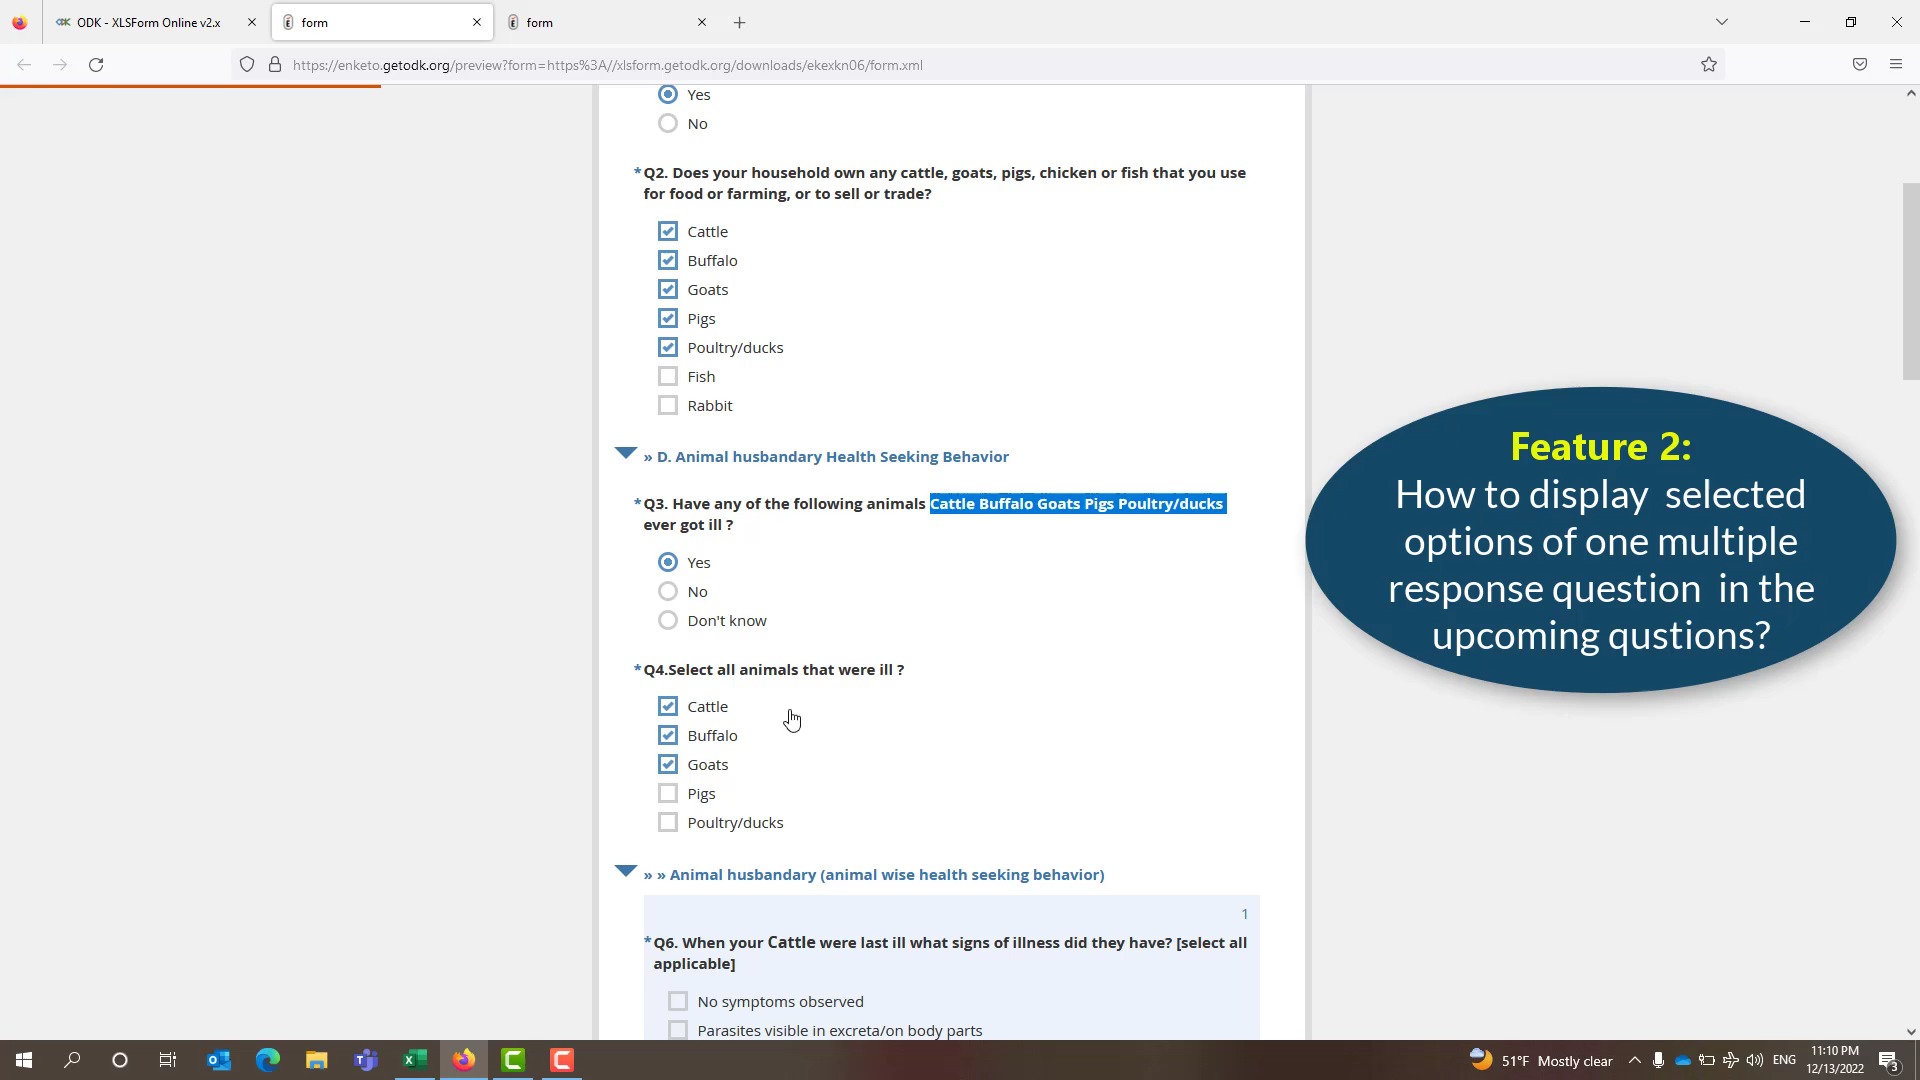 ODK - XLSForm Online v2.x
form
form
https://enketo.getodk.org/preview?form=https%3A//xlsform.getodk.org/downloads/ekexkn06/form.xml
Yes
No
*Q2. Does your household own any cattle, goats, pigs, chicken or fish that you use
for food or farming, or to sell or trade?
Cattle
Buffalo
Goats
Pigs
Poultry/ducks
Fish
Rabbit
» D. Animal husbandary Health Seeking Behavior
*Q3. Have any of the following animals Cattle Buffalo Goats Pigs Poultry/ducks
ever got ill ?
Yes
No
Don't know
*Q4.Select all animals that were ill ?
Cattle
Buffalo
Goats
Pigs
Poultry/ducks
» » Animal husbandary (animal wise health seeking behavior)
1
*Q6. When your Cattle were last ill what signs of illness did they have? [select all
applicable]
No symptoms observed
Parasites visible in excreta/on body parts
Feature 2:
How to display selected
options of one multiple
response question in the
upcoming qustions?
51°F Mostly clear
ENG
11:10 PM
12/13/2022
3